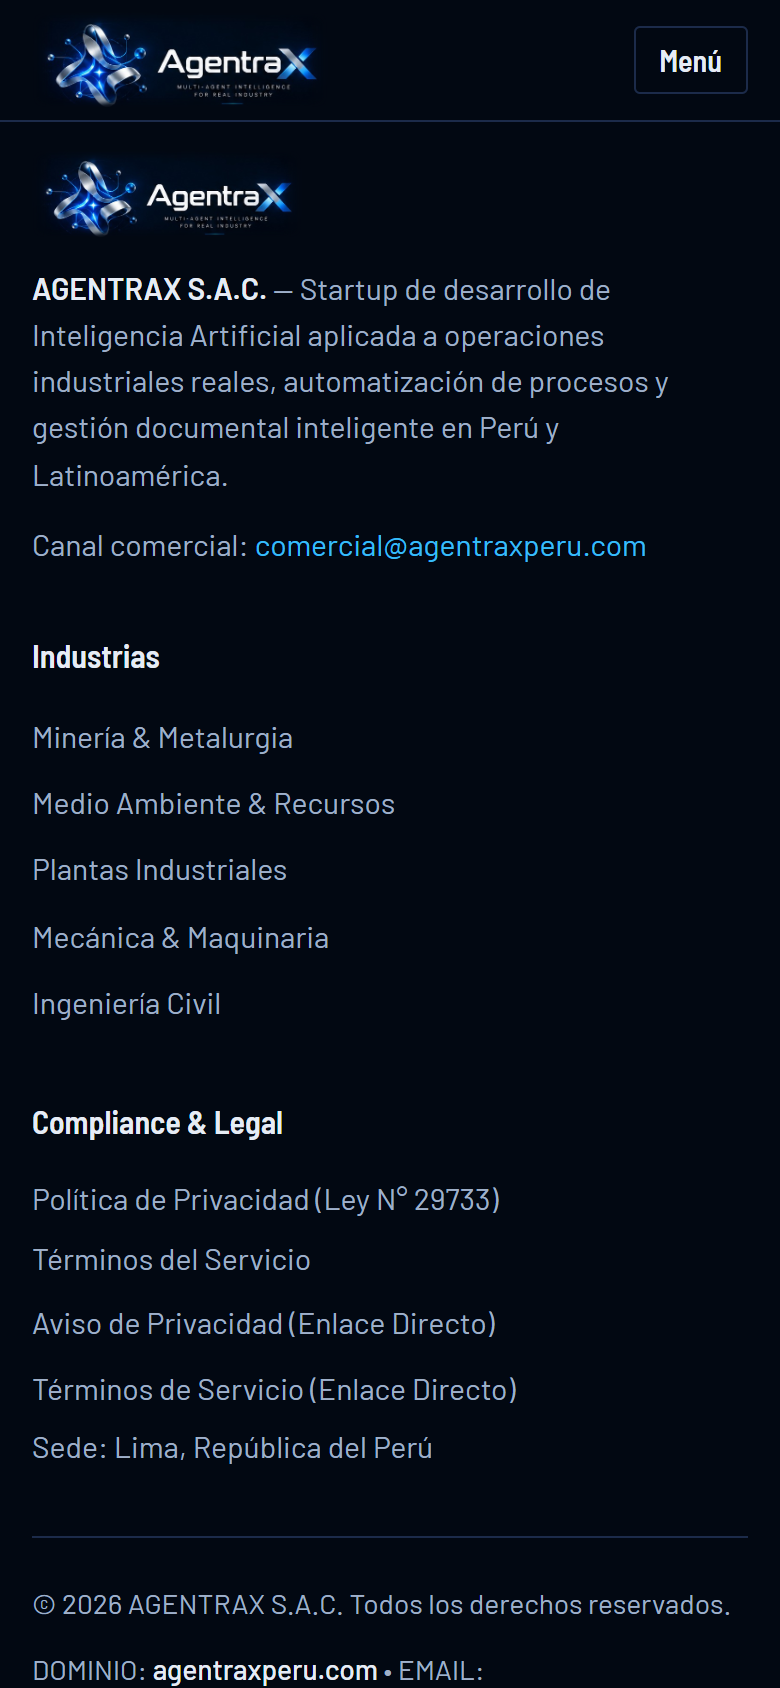 AgentraX
MULTI-AGENT INTELLIGENCE
FOR REAL INDUSTRY
Menú
AgentraX
MULTI-AGENT INTELLIGENCE
FOR REAL INDUSTRY
AGENTRAX S.A.C. — Startup de desarrollo de
Inteligencia Artificial aplicada a operaciones
industriales reales, automatización de procesos y
gestión documental inteligente en Perú y
Latinoamérica.
Canal comercial: comercial@agentraxperu.com
Industrias
Minería & Metalurgia
Medio Ambiente & Recursos
Plantas Industriales
Mecánica & Maquinaria
Ingeniería Civil
Compliance & Legal
Política de Privacidad (Ley N° 29733)
Términos del Servicio
Aviso de Privacidad (Enlace Directo)
Términos de Servicio (Enlace Directo)
Sede: Lima, República del Perú
© 2026 AGENTRAX S.A.C. Todos los derechos reservados.
DOMINIO: agentraxperu.com • EMAIL: